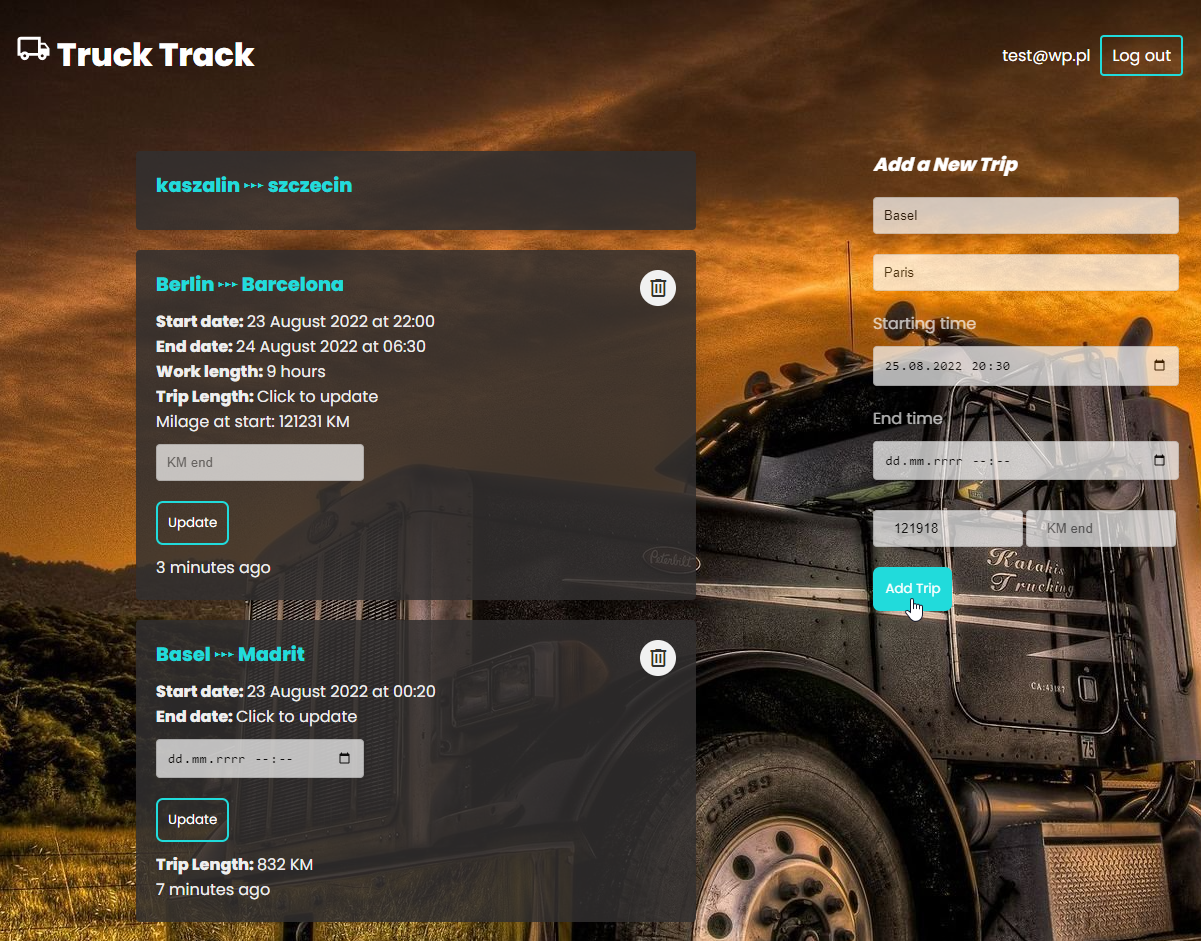 Truck Track
test@wp.pl
Log out
kaszalin ▸▸▸ szczecin
Berlin ▸▸▸ Barcelona
Start date: 23 August 2022 at 22:00
End date: 24 August 2022 at 06:30
Work length: 9 hours
Trip Length: Click to update
Milage at start: 121231 KM
KM end
Update
3 minutes ago
Basel ▸▸▸ Madrit
Start date: 23 August 2022 at 00:20
End date: Click to update
dd.mm.rrrr --:--
Update
Trip Length: 832 KM
7 minutes ago
Add a New Trip
Basel
Paris
Starting time
25.08.2022 20:30
End time
dd.mm.rrrr --:--
121918 KM end
Add Trip
Peterbilt
Kalakis
Trucking
CA:43187
75
CR989